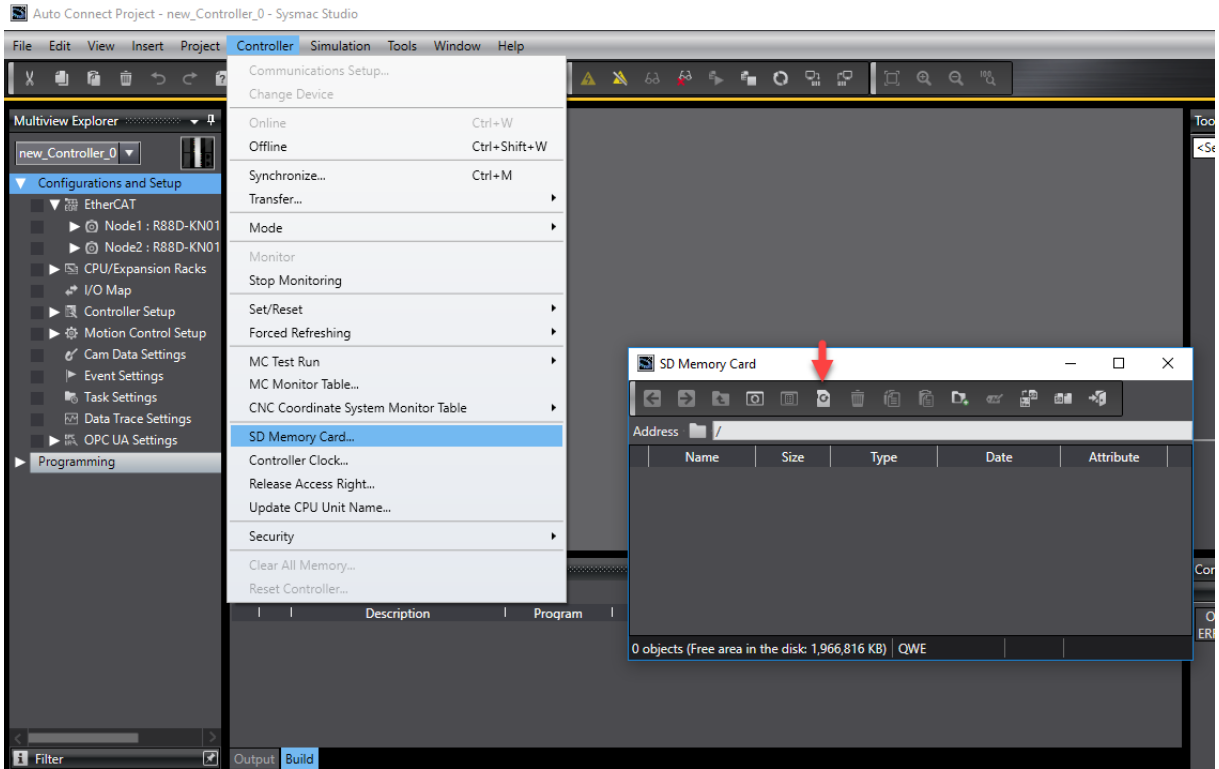 Auto Connect Project - new_Controller_0 - Sysmac Studio
File Edit View Insert Project Controller Simulation Tools Window Help
Communications Setup...
Change Device
Online Ctrl+W
Offline Ctrl+Shift+W
Synchronize... Ctrl+M
Transfer...
Mode
Monitor
Stop Monitoring
Set/Reset
Forced Refreshing
MC Test Run
MC Monitor Table...
CNC Coordinate System Monitor Table
SD Memory Card...
Controller Clock...
Release Access Right...
Update CPU Unit Name...
Security
Clear All Memory...
Reset Controller...
Multiview Explorer
new_Controller_0
Configurations and Setup
EtherCAT
Node1 : R88D-KN01
Node2 : R88D-KN01
CPU/Expansion Racks
I/O Map
Controller Setup
Motion Control Setup
Cam Data Settings
Event Settings
Task Settings
Data Trace Settings
OPC UA Settings
Programming
Filter
SD Memory Card
Address /
Name Size Type Date Attribute
0 objects (Free area in the disk: 1,966,816 KB) QWE
Description Program
Output Build
Too
<Se
Cor
O
ERR